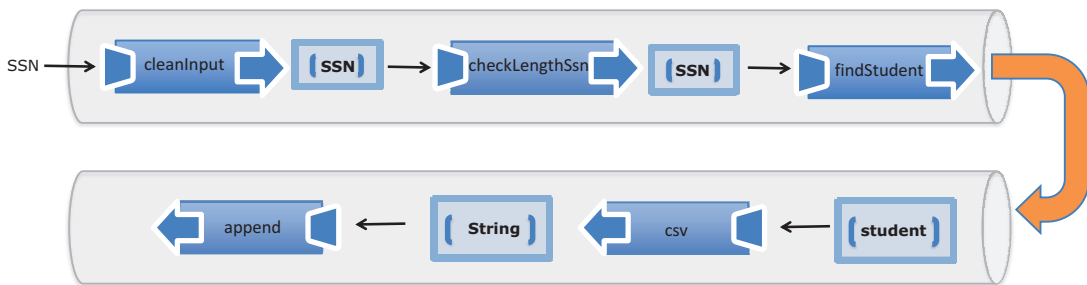 SSN
cleanInput
SSN
checkLengthSsn
SSN
findStudent
append
String
csv
student